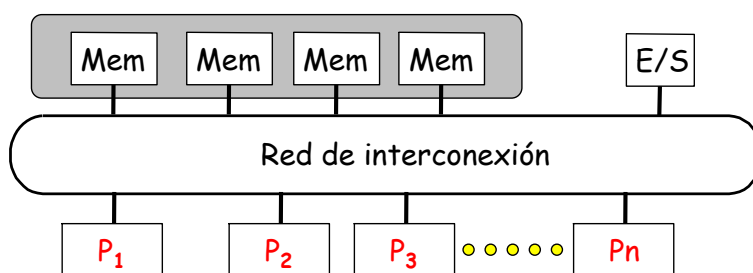 Mem Mem Mem Mem E/S
Red de interconexión
P₁ P₂ P₃ Pn